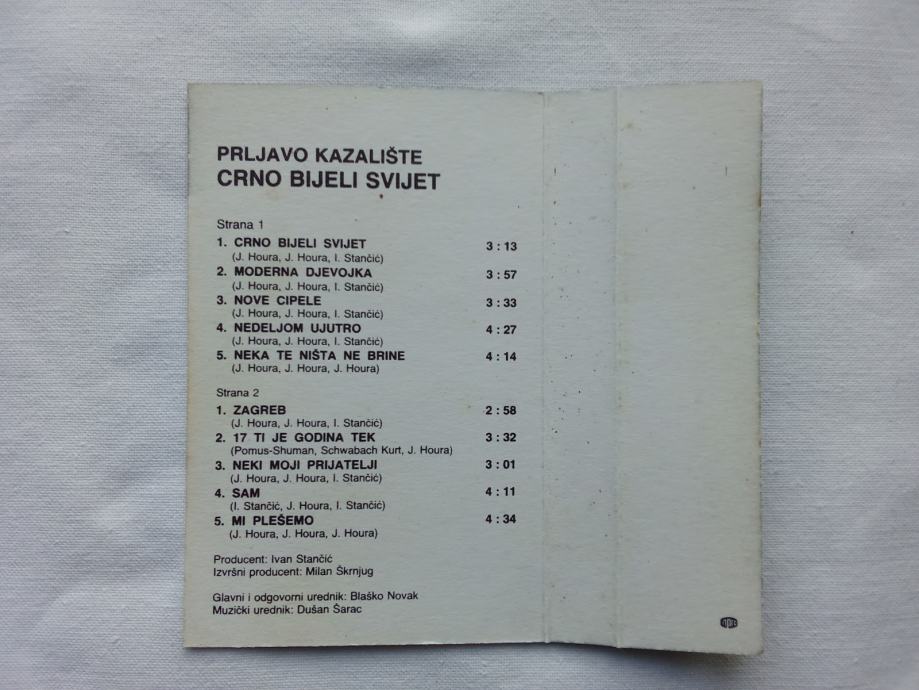 PRLJAVO KAZALIŠTE
CRNO BIJELI SVIJET
Strana 1
1. CRNO BIJELI SVIJET 3 : 13
(J. Houra, J. Houra, I. Stančić)
2. MODERNA DJEVOJKA 3 : 57
(J. Houra, J. Houra, I. Stančić)
3. NOVE CIPELE 3 : 33
(J. Houra, J. Houra, I. Stančić)
4. NEDELJOM UJUTRO 4 : 27
(J. Houra, J. Houra, I. Stančić)
5. NEKA TE NIŠTA NE BRINE 4 : 14
(J. Houra, J. Houra, J. Houra)
Strana 2
1. ZAGREB 2 : 58
(J. Houra, J. Houra, I. Stančić)
2. 17 TI JE GODINA TEK 3 : 32
(Pomus-Shuman, Schwabach Kurt, J. Houra)
3. NEKI MOJI PRIJATELJI 3 : 01
(J. Houra, J. Houra, I. Stančić)
4. SAM 4 : 11
(I. Stančić, J. Houra, I. Stančić)
5. MI PLEŠEMO 4 : 34
(J. Houra, J. Houra, J. Houra)
Producent: Ivan Stančić
Izvršni producent: Milan Škrnjug
Glavni i odgovorni urednik: Blaško Novak
Muzički urednik: Dušan Šarac